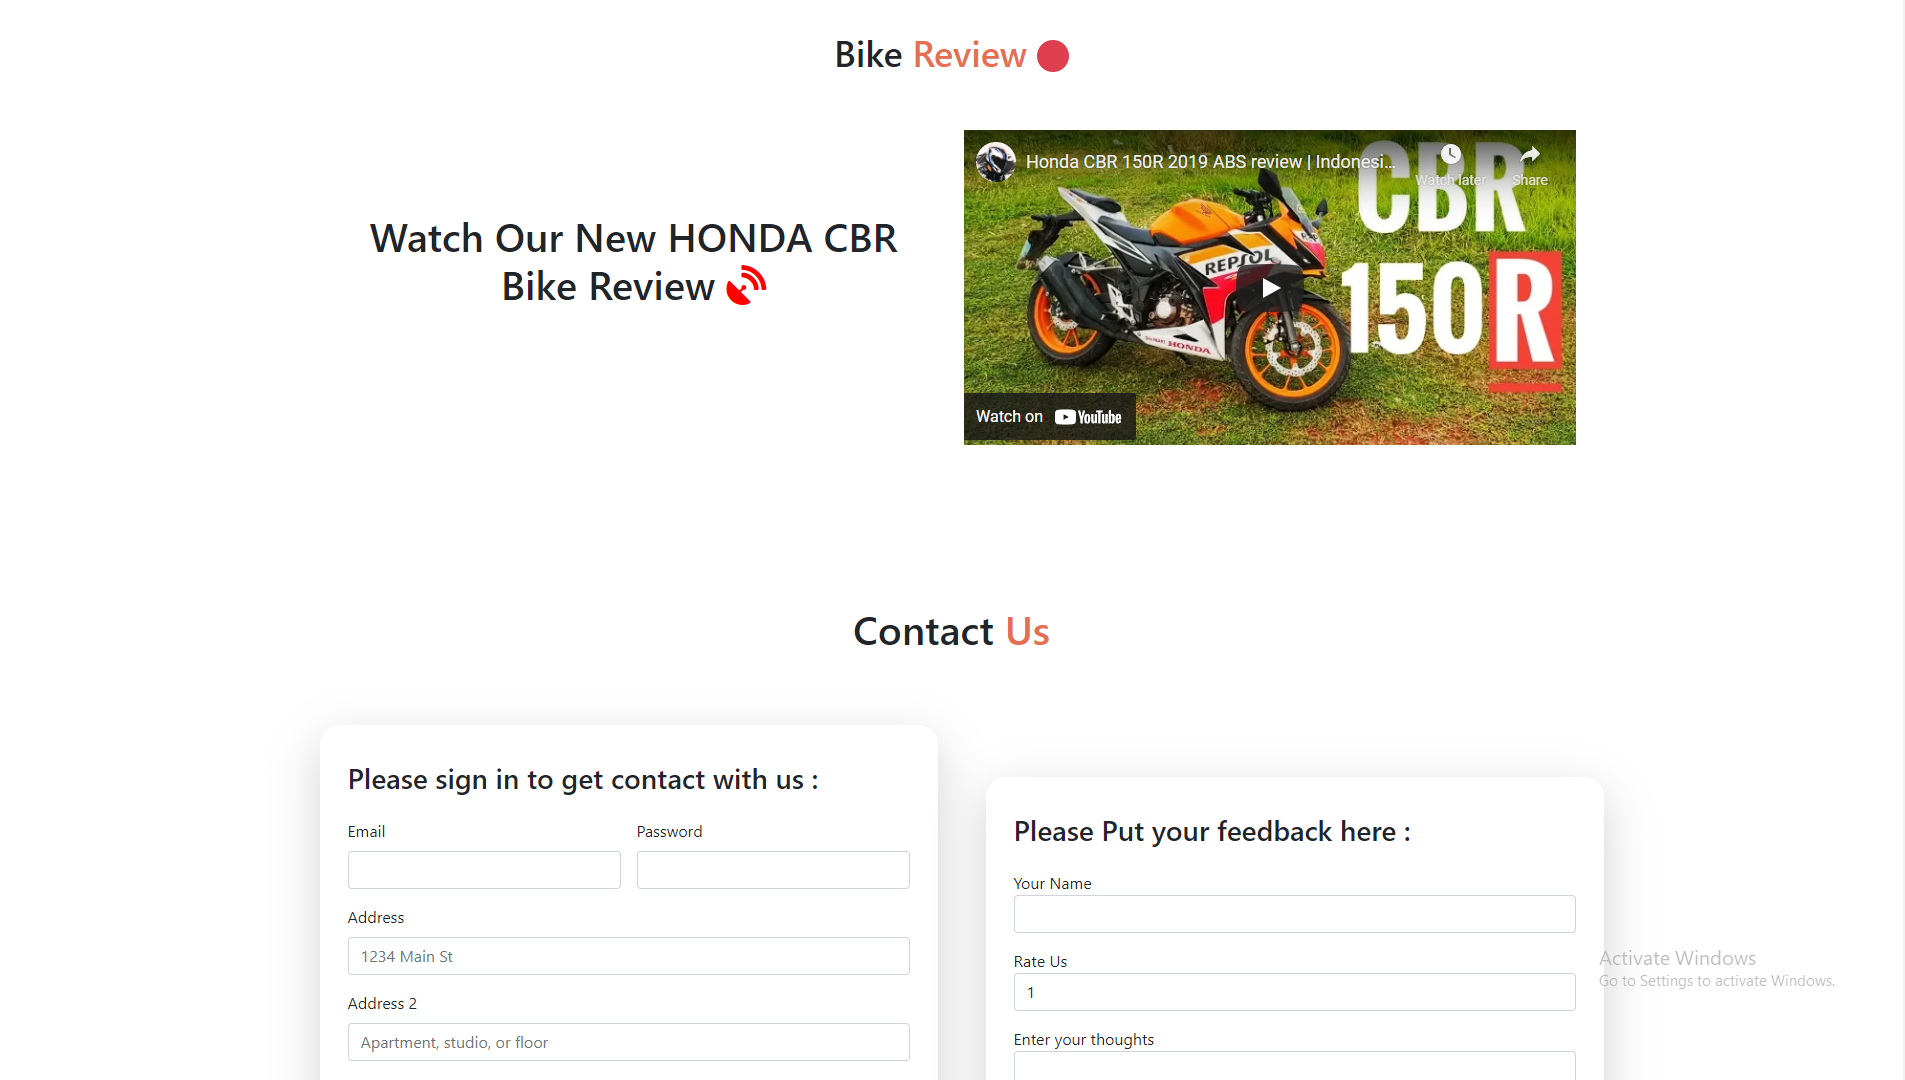 Bike Review
Watch Our New HONDA CBR
Bike Review
Honda CBR 150R 2019 ABS review | Indonesi...
Watch later
Share
CBR
150R
REPSOL
HONDA
Watch on YouTube
Contact Us
Please sign in to get contact with us :
Email
Password
Address
1234 Main St
Address 2
Apartment, studio, or floor
Please Put your feedback here :
Your Name
Rate Us
1
Enter your thoughts
Activate Windows
Go to Settings to activate Windows.